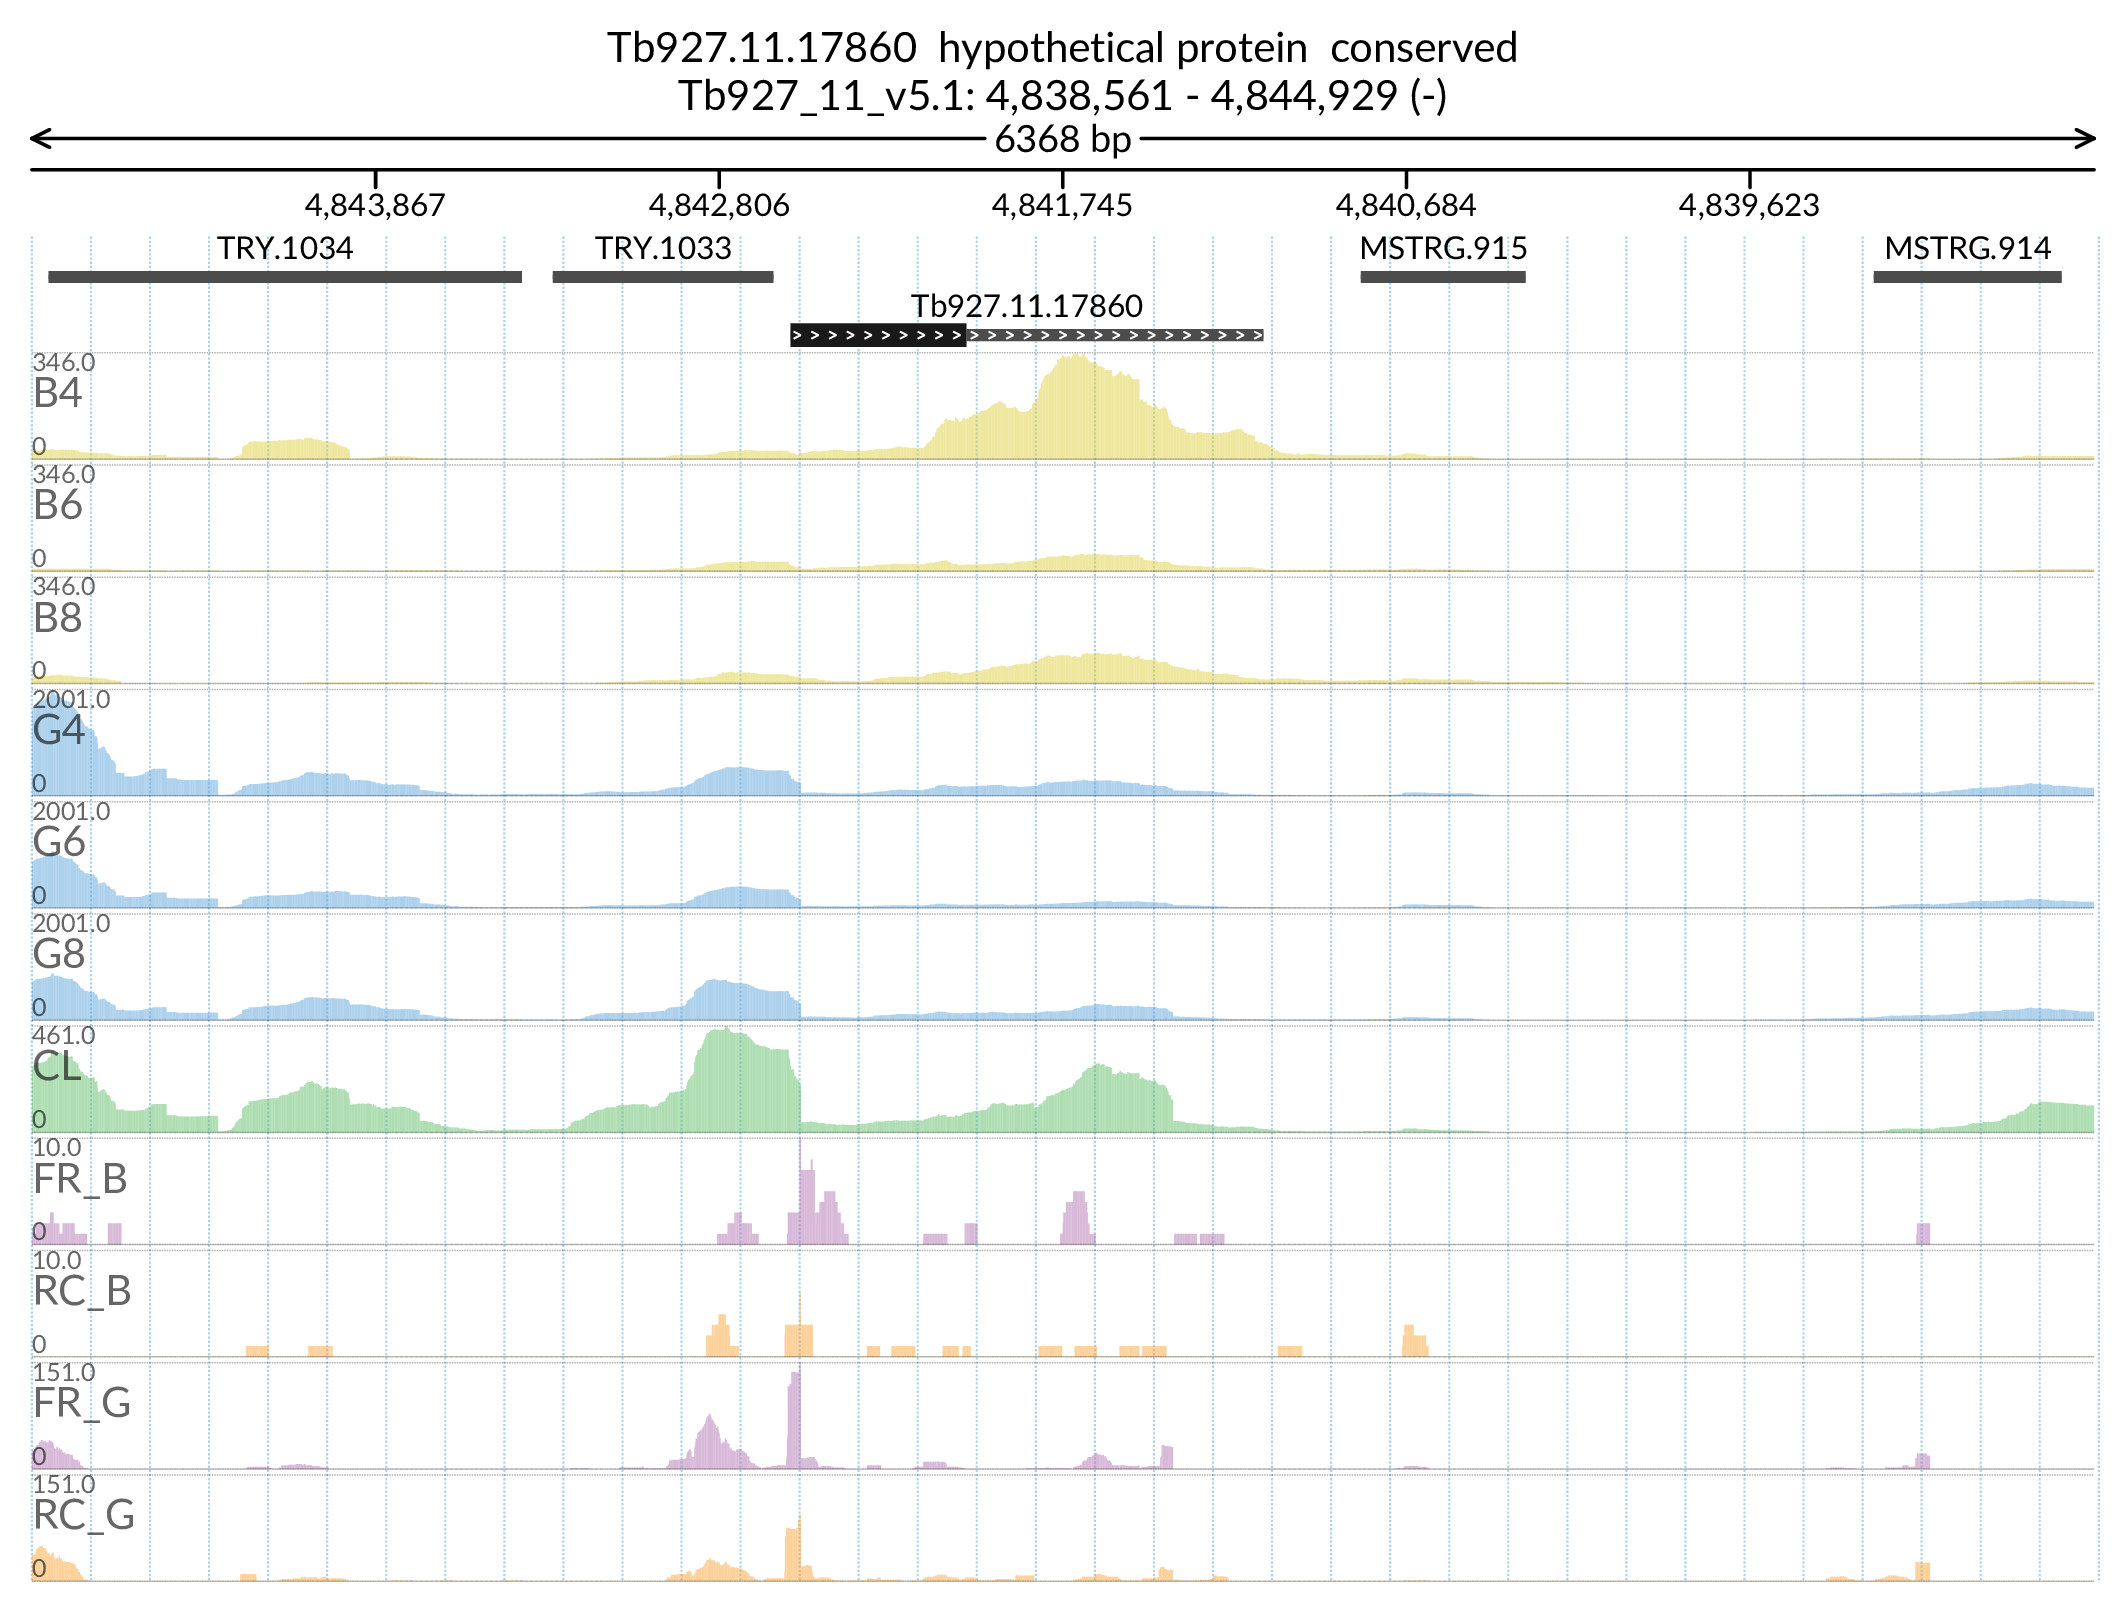 Tb927.11.17860  hypothetical protein  conserved
Tb927_11_v5.1: 4,838,561 - 4,844,929 (-)
6368 bp
4,843,867 4,842,806 4,841,745 4,840,684 4,839,623
TRY.1034 TRY.1033 MSTRG.915 MSTRG.914
Tb927.11.17860
346.0
B4
0
346.0
B6
0
346.0
B8
0
2001.0
G4
0
2001.0
G6
0
2001.0
G8
0
461.0
CL
0
10.0
FR_B
0
10.0
RC_B
0
151.0
FR_G
0
151.0
RC_G
0